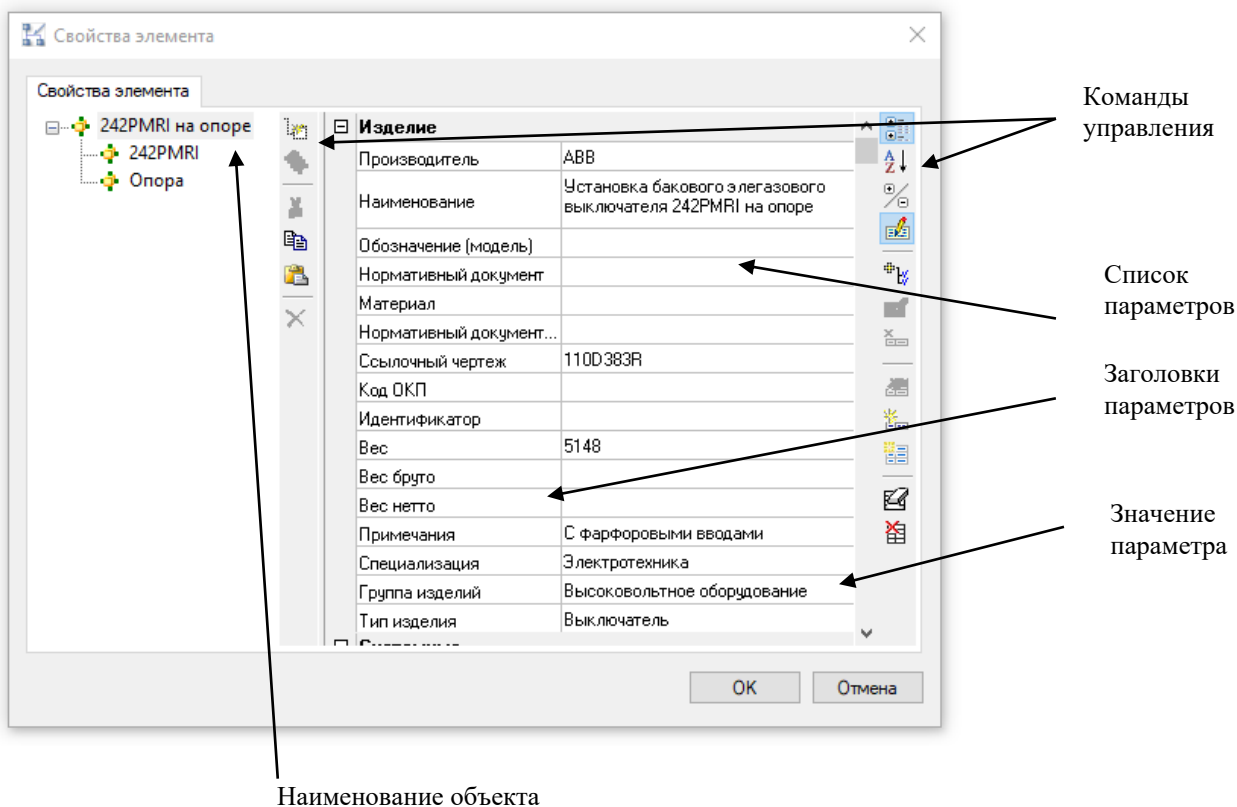 Свойства элемента
Свойства элемента
242PMRI на опоре
242PMRI
Опора
Изделие
Производитель ABB
Наименование Установка бакового элегазового
выключателя 242PMRI на опоре
Обозначение (модель)
Нормативный документ
Материал
Нормативный документ...
Ссылочный чертеж 110D383R
Код ОКП
Идентификатор
Вес 5148
Вес бруто
Вес нетто
Примечания С фарфоровыми вводами
Специализация Электротехника
Группа изделий Высоковольтное оборудование
Тип изделия Выключатель
OK Отмена
Команды
управления
Список
параметров
Заголовки
параметров
Значение
параметра
Наименование объекта